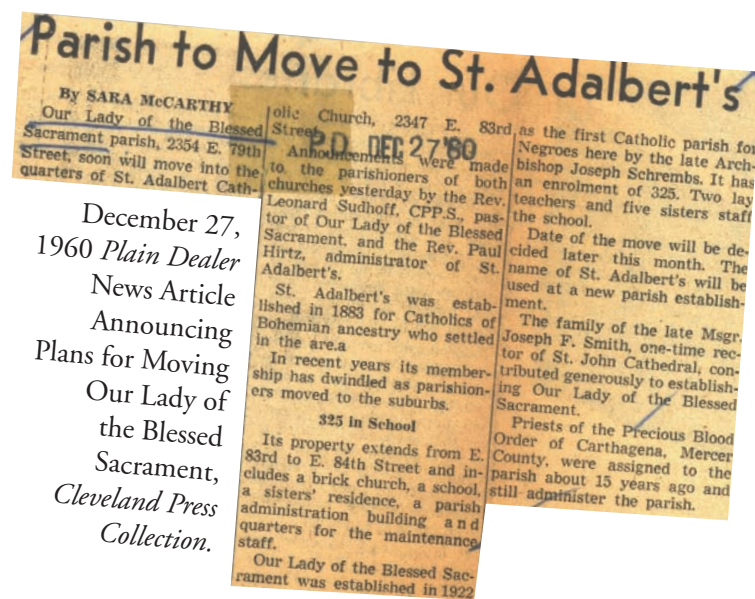 Parish to Move to St. Adalbert's
By SARA McCARTHY
Our Lady of the Blessed
Sacrament parish, 2354 E. 79th
Street, soon will move into the
quarters of St. Adalbert Cath-
olic Church, 2347 E. 83rd
Street.
P.D. DEC 27 '60
Announcements were made
to the parishioners of both
churches yesterday by the Rev.
Leonard Sudhoff, CPP.S., pas-
tor of Our Lady of the Blessed
Sacrament, and the Rev. Paul
Hirtz, administrator of St.
Adalbert's.
St. Adalbert's was estab-
lished in 1883 for Catholics of
Bohemian ancestry who settled
in the are.a
In recent years its member-
ship has dwindled as parishion-
ers moved to the suburbs.
325 in School
Its property extends from E.
83rd to E. 84th Street and in-
cludes a brick church, a school,
a sisters' residence, a parish
administration building and
quarters for the maintenance
staff.
Our Lady of the Blessed Sac-
rament was established in 1922
as the first Catholic parish for
Negroes here by the late Arch-
bishop Joseph Schrembs. It has
an enrolment of 325. Two lay
teachers and five sisters staff
the school.
Date of the move will be de-
cided later this month. The
name of St. Adalbert's will be
used at a new parish establish-
ment.
The family of the late Msgr.
Joseph F. Smith, one-time rec-
tor of St. John Cathedral, con-
tributed generously to establish-
ing Our Lady of the Blessed
Sacrament.
Priests of the Precious Blood
Order of Carthagena, Mercer
County, were assigned to the
parish about 15 years ago and
still administer the parish.
December 27,
1960 Plain Dealer
News Article
Announcing
Plans for Moving
Our Lady of
the Blessed
Sacrament,
Cleveland Press
Collection.